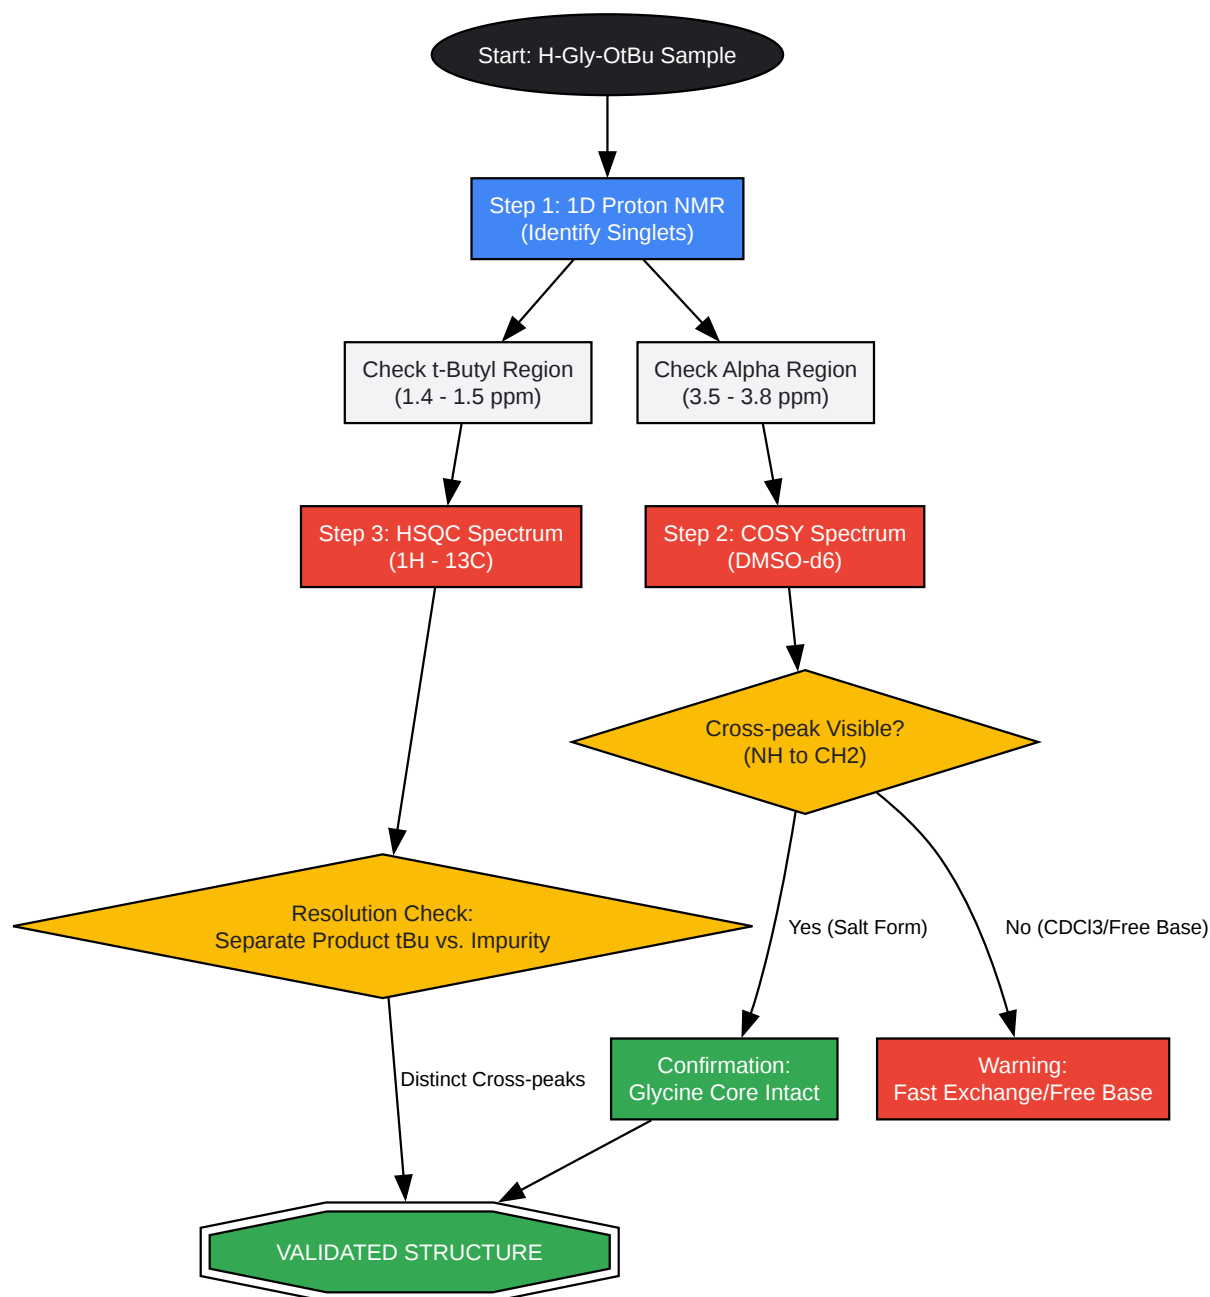 Start: H-Gly-OtBu Sample
Step 1: 1D Proton NMR
(Identify Singlets)
Check t-Butyl Region
(1.4 - 1.5 ppm)
Check Alpha Region
(3.5 - 3.8 ppm)
Step 3: HSQC Spectrum
(1H - 13C)
Step 2: COSY Spectrum
(DMSO-d6)
Cross-peak Visible?
(NH to CH2)
Resolution Check:
Separate Product tBu vs. Impurity
Yes (Salt Form)
No (CDCl3/Free Base)
Distinct Cross-peaks
Confirmation:
Glycine Core Intact
Warning:
Fast Exchange/Free Base
VALIDATED STRUCTURE